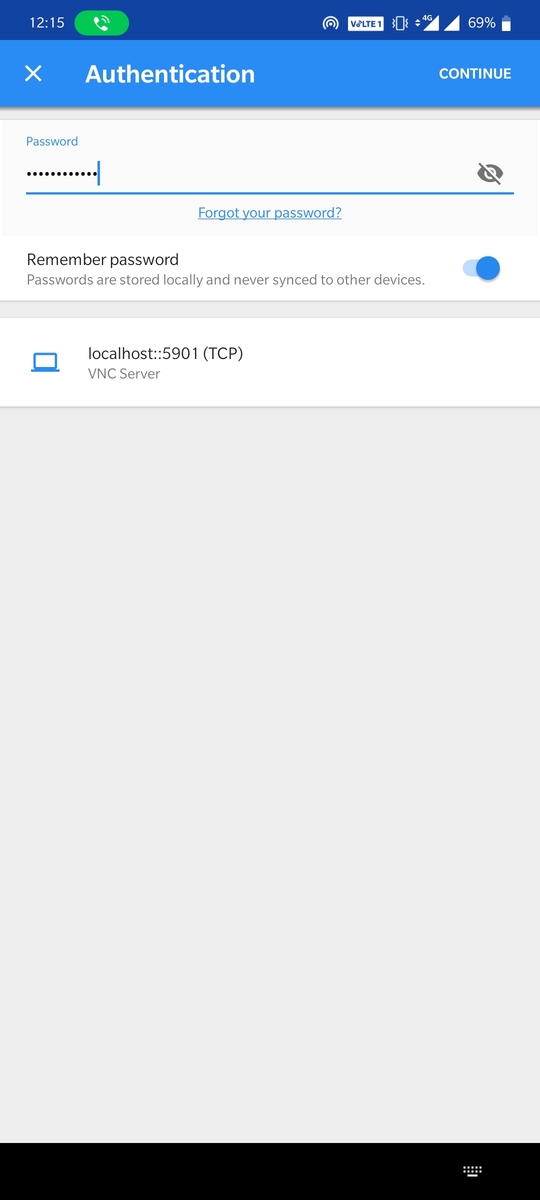 12:15 VoLTE 1 4G 69%
Authentication CONTINUE
Password
••••••••••••
Forgot your password?
Remember password
Passwords are stored locally and never synced to other devices.
localhost::5901 (TCP)
VNC Server